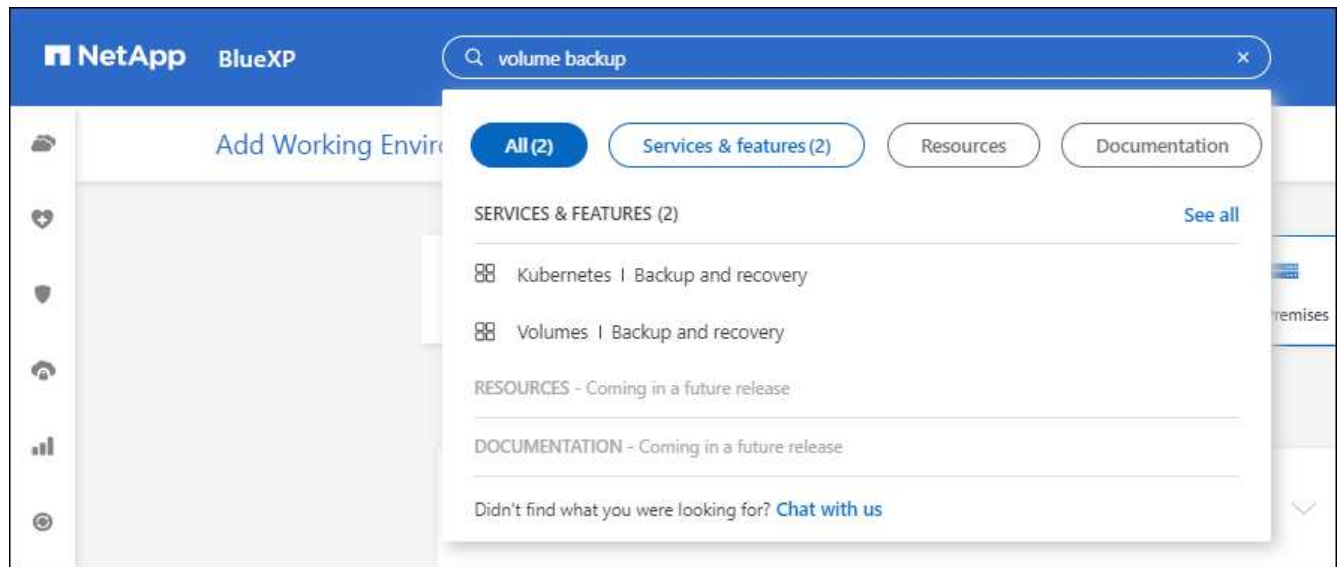 NetApp BlueXP volume backup
Add Working Enviro
All (2) Services & features (2) Resources Documentation
SERVICES & FEATURES (2) See all
Kubernetes | Backup and recovery
Volumes | Backup and recovery
remises
RESOURCES - Coming in a future release
DOCUMENTATION - Coming in a future release
Didn't find what you were looking for? Chat with us